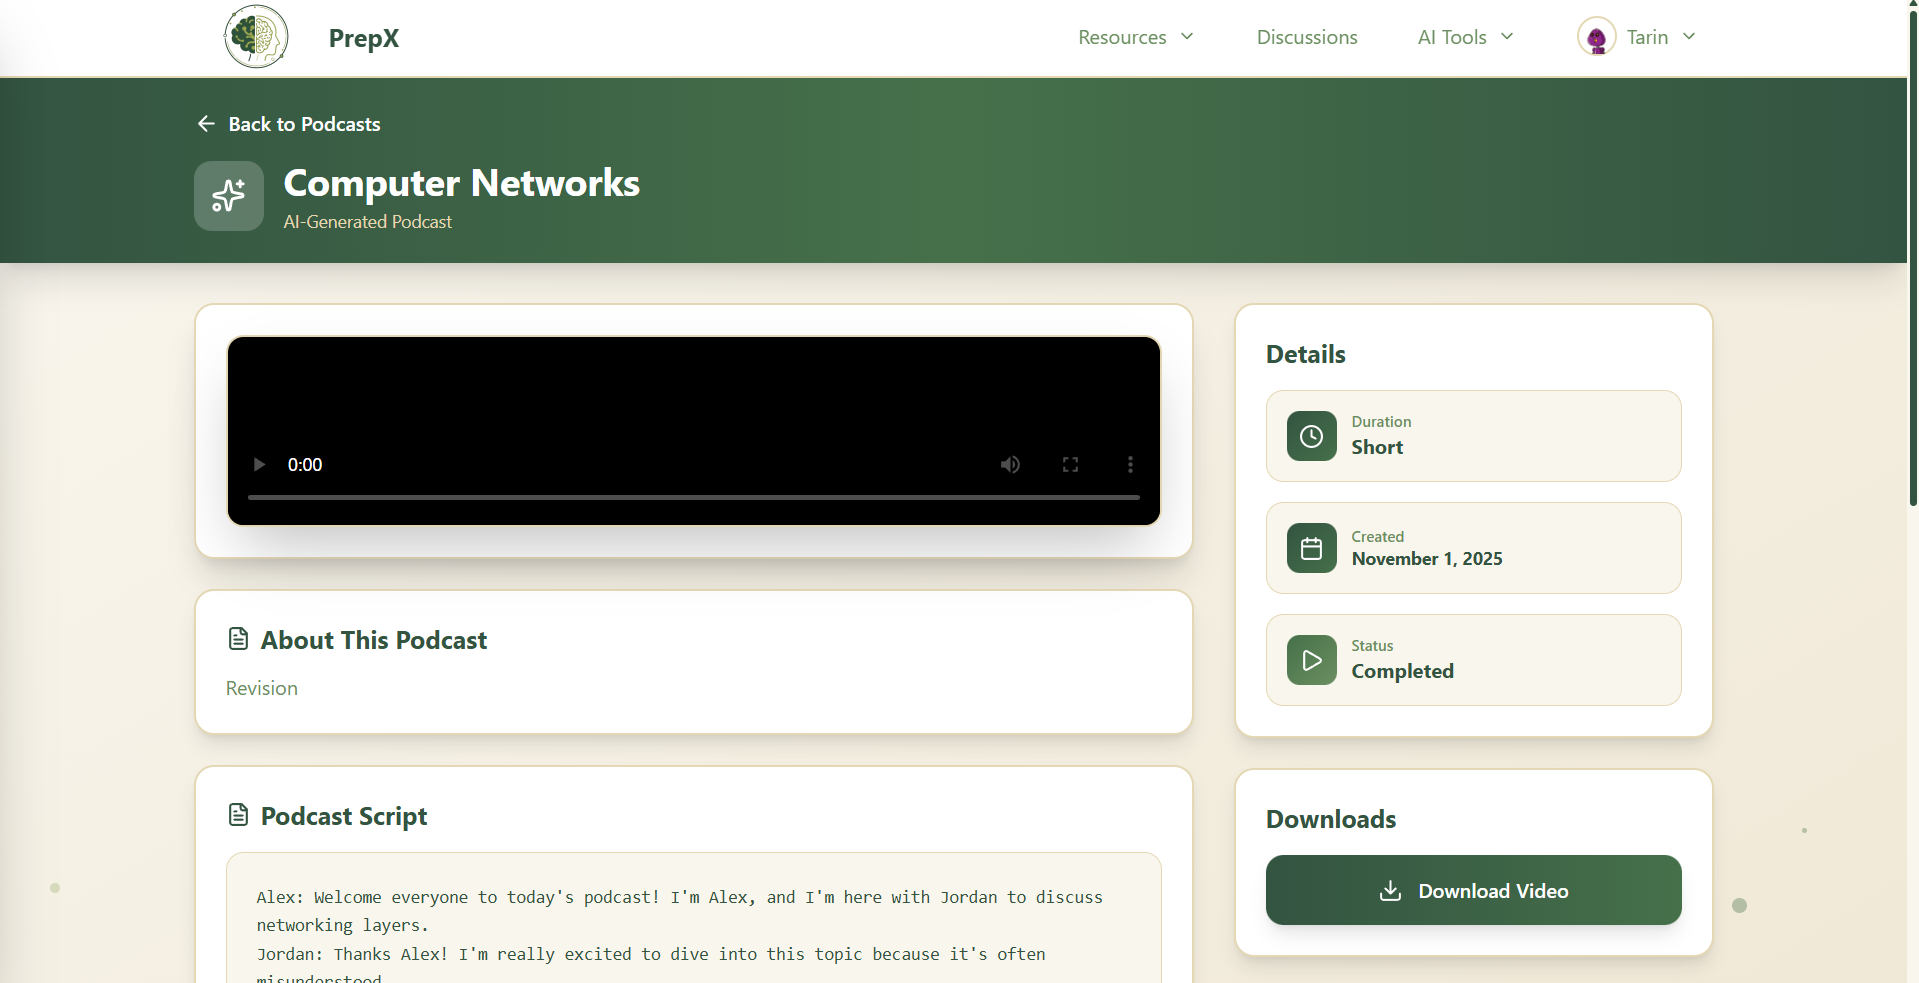 PrepX
Resources
Discussions
AI Tools
Tarin
Back to Podcasts
Computer Networks
AI-Generated Podcast
0:00
About This Podcast
Revision
Podcast Script
Alex: Welcome everyone to today's podcast! I'm Alex, and I'm here with Jordan to discuss
networking layers.
Jordan: Thanks Alex! I'm really excited to dive into this topic because it's often
misunderstood
Details
Duration
Short
Created
November 1, 2025
Status
Completed
Downloads
Download Video